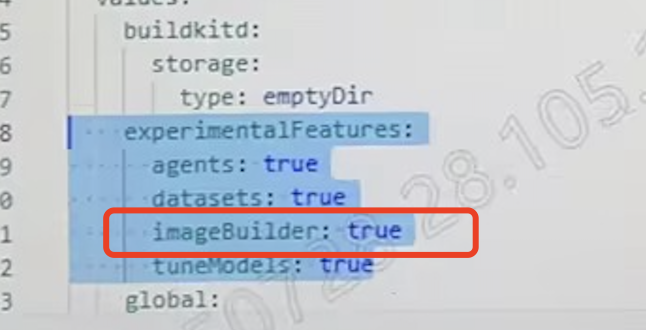 values:
5 buildkitd:
6 storage:
7 type: emptyDir
8 experimentalFeatures:
9 agents: true
0 datasets: true
1 imageBuilder: true
2 tuneModels: true
3 global:
28.105.